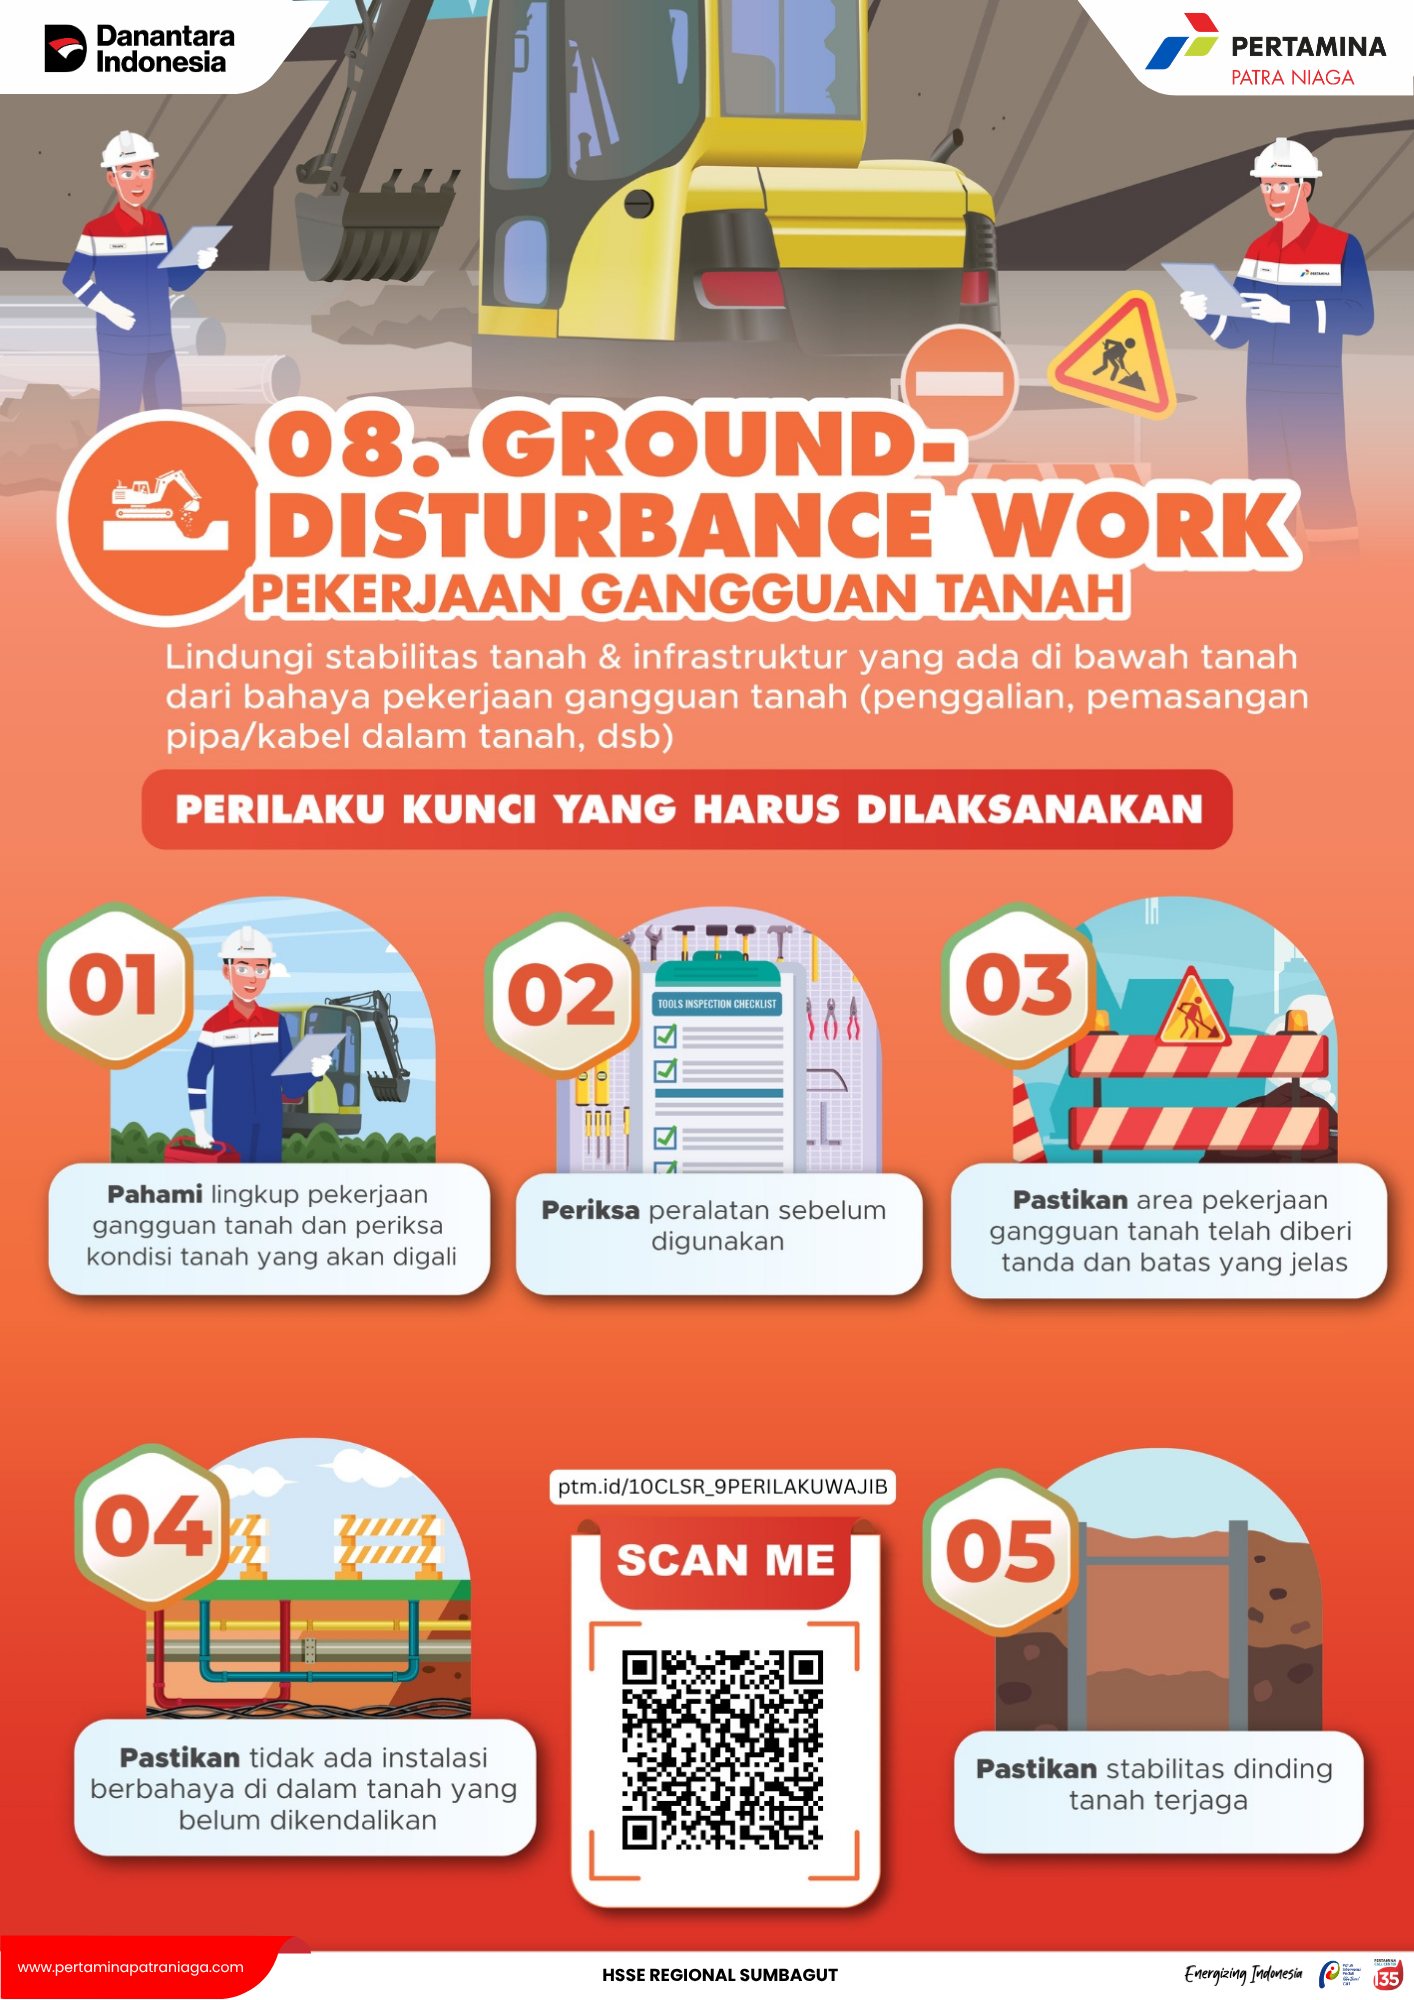 Danantara
Indonesia
PERTAMINA
PATRA NIAGA
08. GROUND-
DISTURBANCE WORK
PEKERJAAN GANGGUAN TANAH
Lindungi stabilitas tanah & infrastruktur yang ada di bawah tanah
dari bahaya pekerjaan gangguan tanah (penggalian, pemasangan
pipa/kabel dalam tanah, dsb)
PERILAKU KUNCI YANG HARUS DILAKSANAKAN
01
Pahami lingkup pekerjaan
gangguan tanah dan periksa
kondisi tanah yang akan digali
02
TOOLS INSPECTION CHECKLIST
Periksa peralatan sebelum
digunakan
03
Pastikan area pekerjaan
gangguan tanah telah diberi
tanda dan batas yang jelas
04
Pastikan tidak ada instalasi
berbahaya di dalam tanah yang
belum dikendalikan
ptm.id/10CLSR_9PERILAKUWAJIB
SCAN ME
05
Pastikan stabilitas dinding
tanah terjaga
www.pertaminapatraniaga.com
HSSE REGIONAL SUMBAGUT
Energizing Indonesia
135